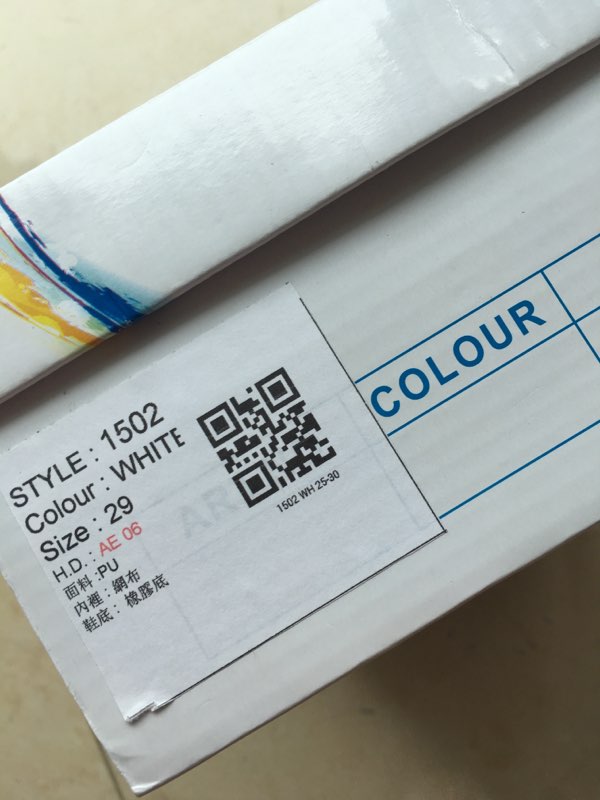 STYLE : 1502
Colour : WHITE
Size : 29
H.D. : AE 06
面料 :PU
內裡 : 網布
鞋底 : 橡膠底
1502 WH 25-30
COLOUR